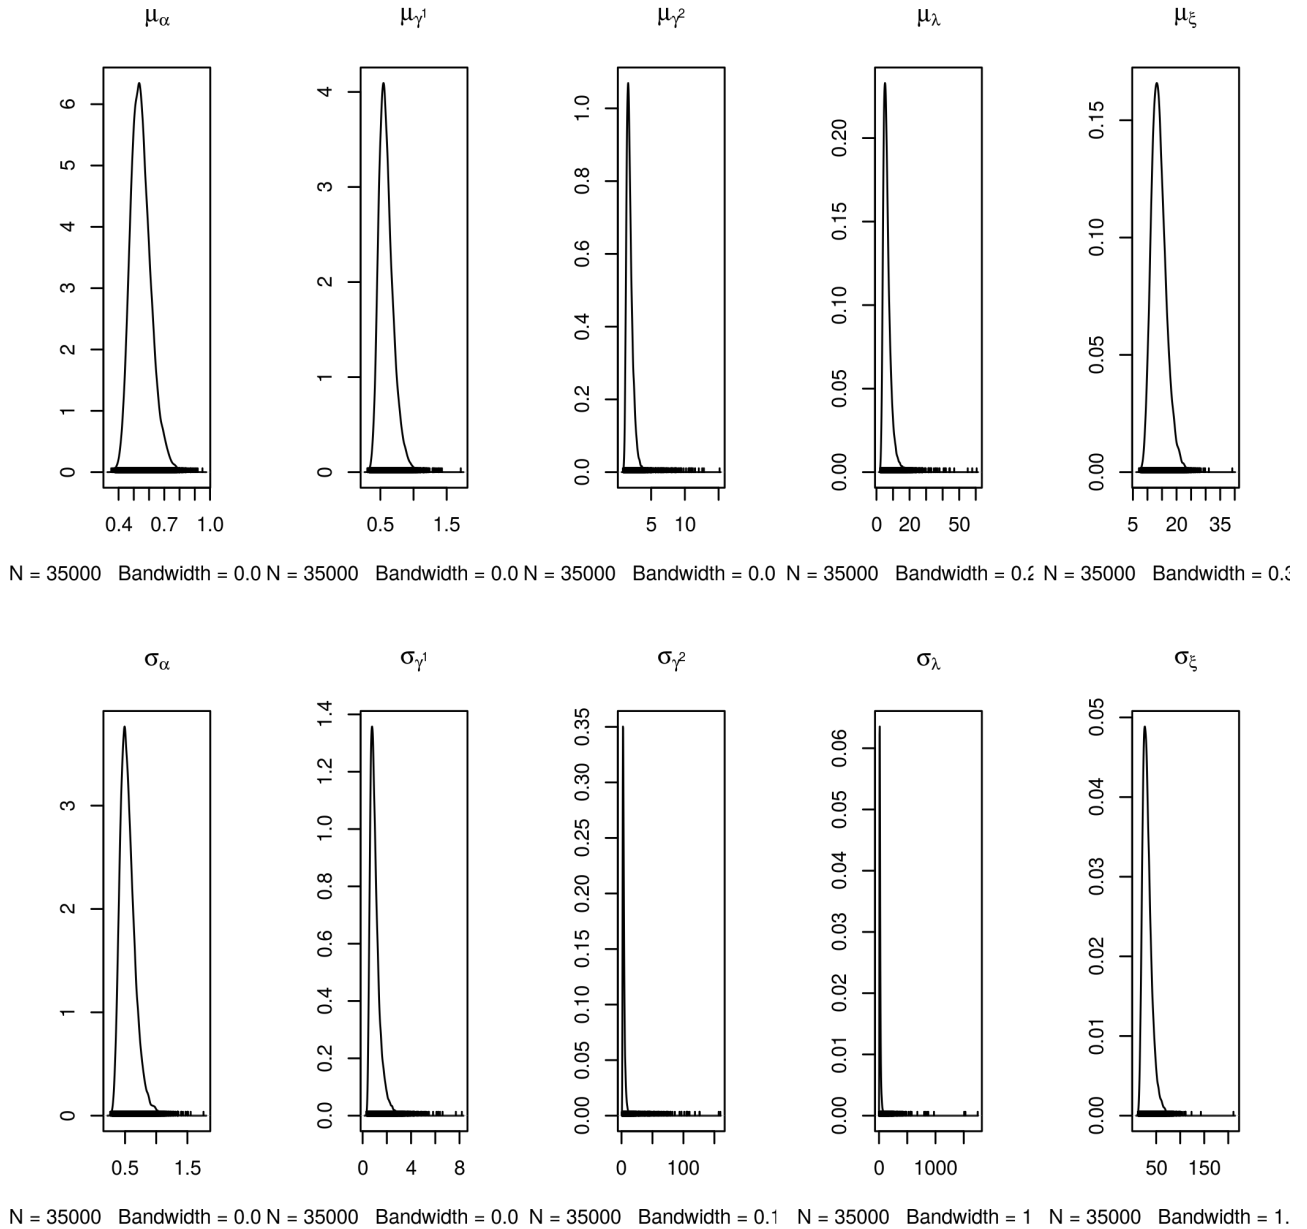 μα μγ¹ μγ² μλ μξ
0 1 2 3 4 5 6
0.4 0.7 1.0
0 1 2 3 4
0.5 1.5
0.0 0.2 0.4 0.6 0.8 1.0
5 10
0.00 0.05 0.10 0.15 0.20
0 20 50
0.00 0.05 0.10 0.15
5 20 35
N = 35000 Bandwidth = 0.0 N = 35000 Bandwidth = 0.0 N = 35000 Bandwidth = 0.0 N = 35000 Bandwidth = 0.2 N = 35000 Bandwidth = 0.3
σα σγ¹ σγ² σλ σξ
0 1 2 3
0.5 1.5
0.0 0.2 0.4 0.6 0.8 1.0 1.2 1.4
0 4 8
0.00 0.05 0.10 0.15 0.20 0.25 0.30 0.35
0 100
0.00 0.01 0.02 0.03 0.04 0.05 0.06
0 1000
0.00 0.01 0.02 0.03 0.04 0.05
50 150
N = 35000 Bandwidth = 0.0 N = 35000 Bandwidth = 0.0 N = 35000 Bandwidth = 0.1 N = 35000 Bandwidth = 1 N = 35000 Bandwidth = 1.